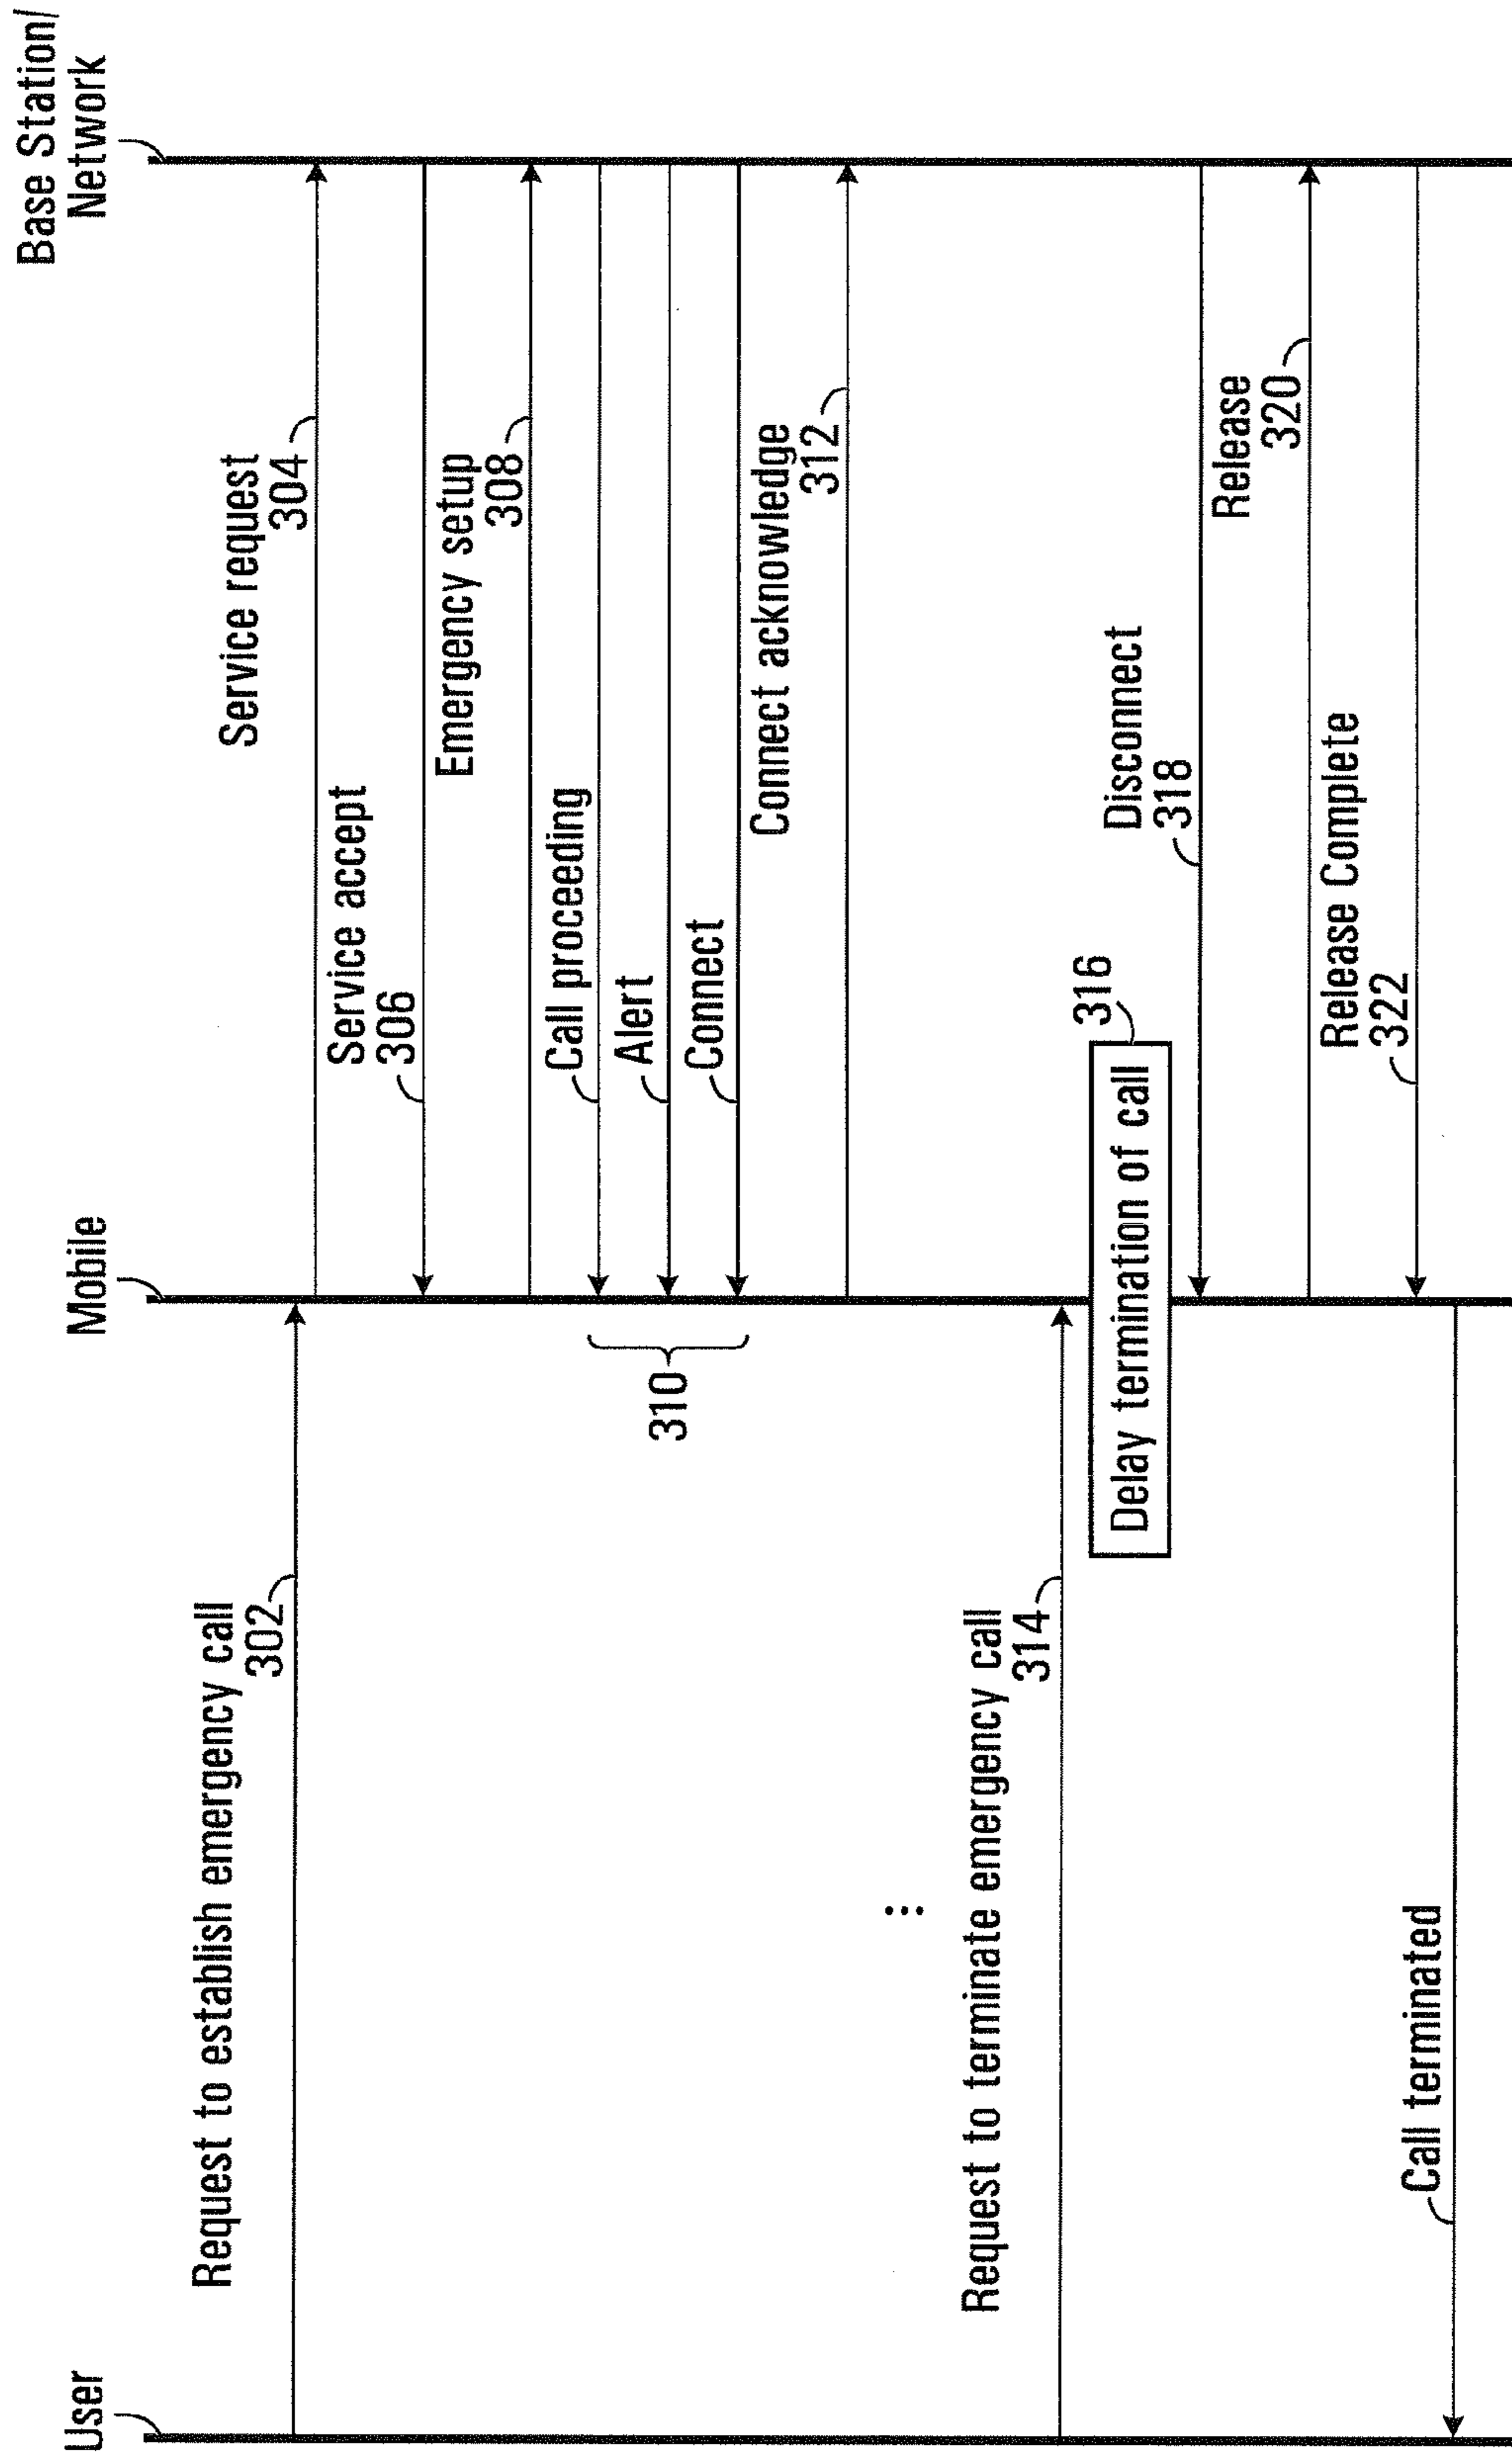 User
Mobile
Base Station/
Network
Request to establish emergency call
302
Service request
304
Service accept
306
Emergency setup
308
Call proceeding
Alert
Connect
310
Connect acknowledge
312
Request to terminate emergency call
314
Delay termination of call
316
Disconnect
318
Release
320
Release Complete
322
Call terminated